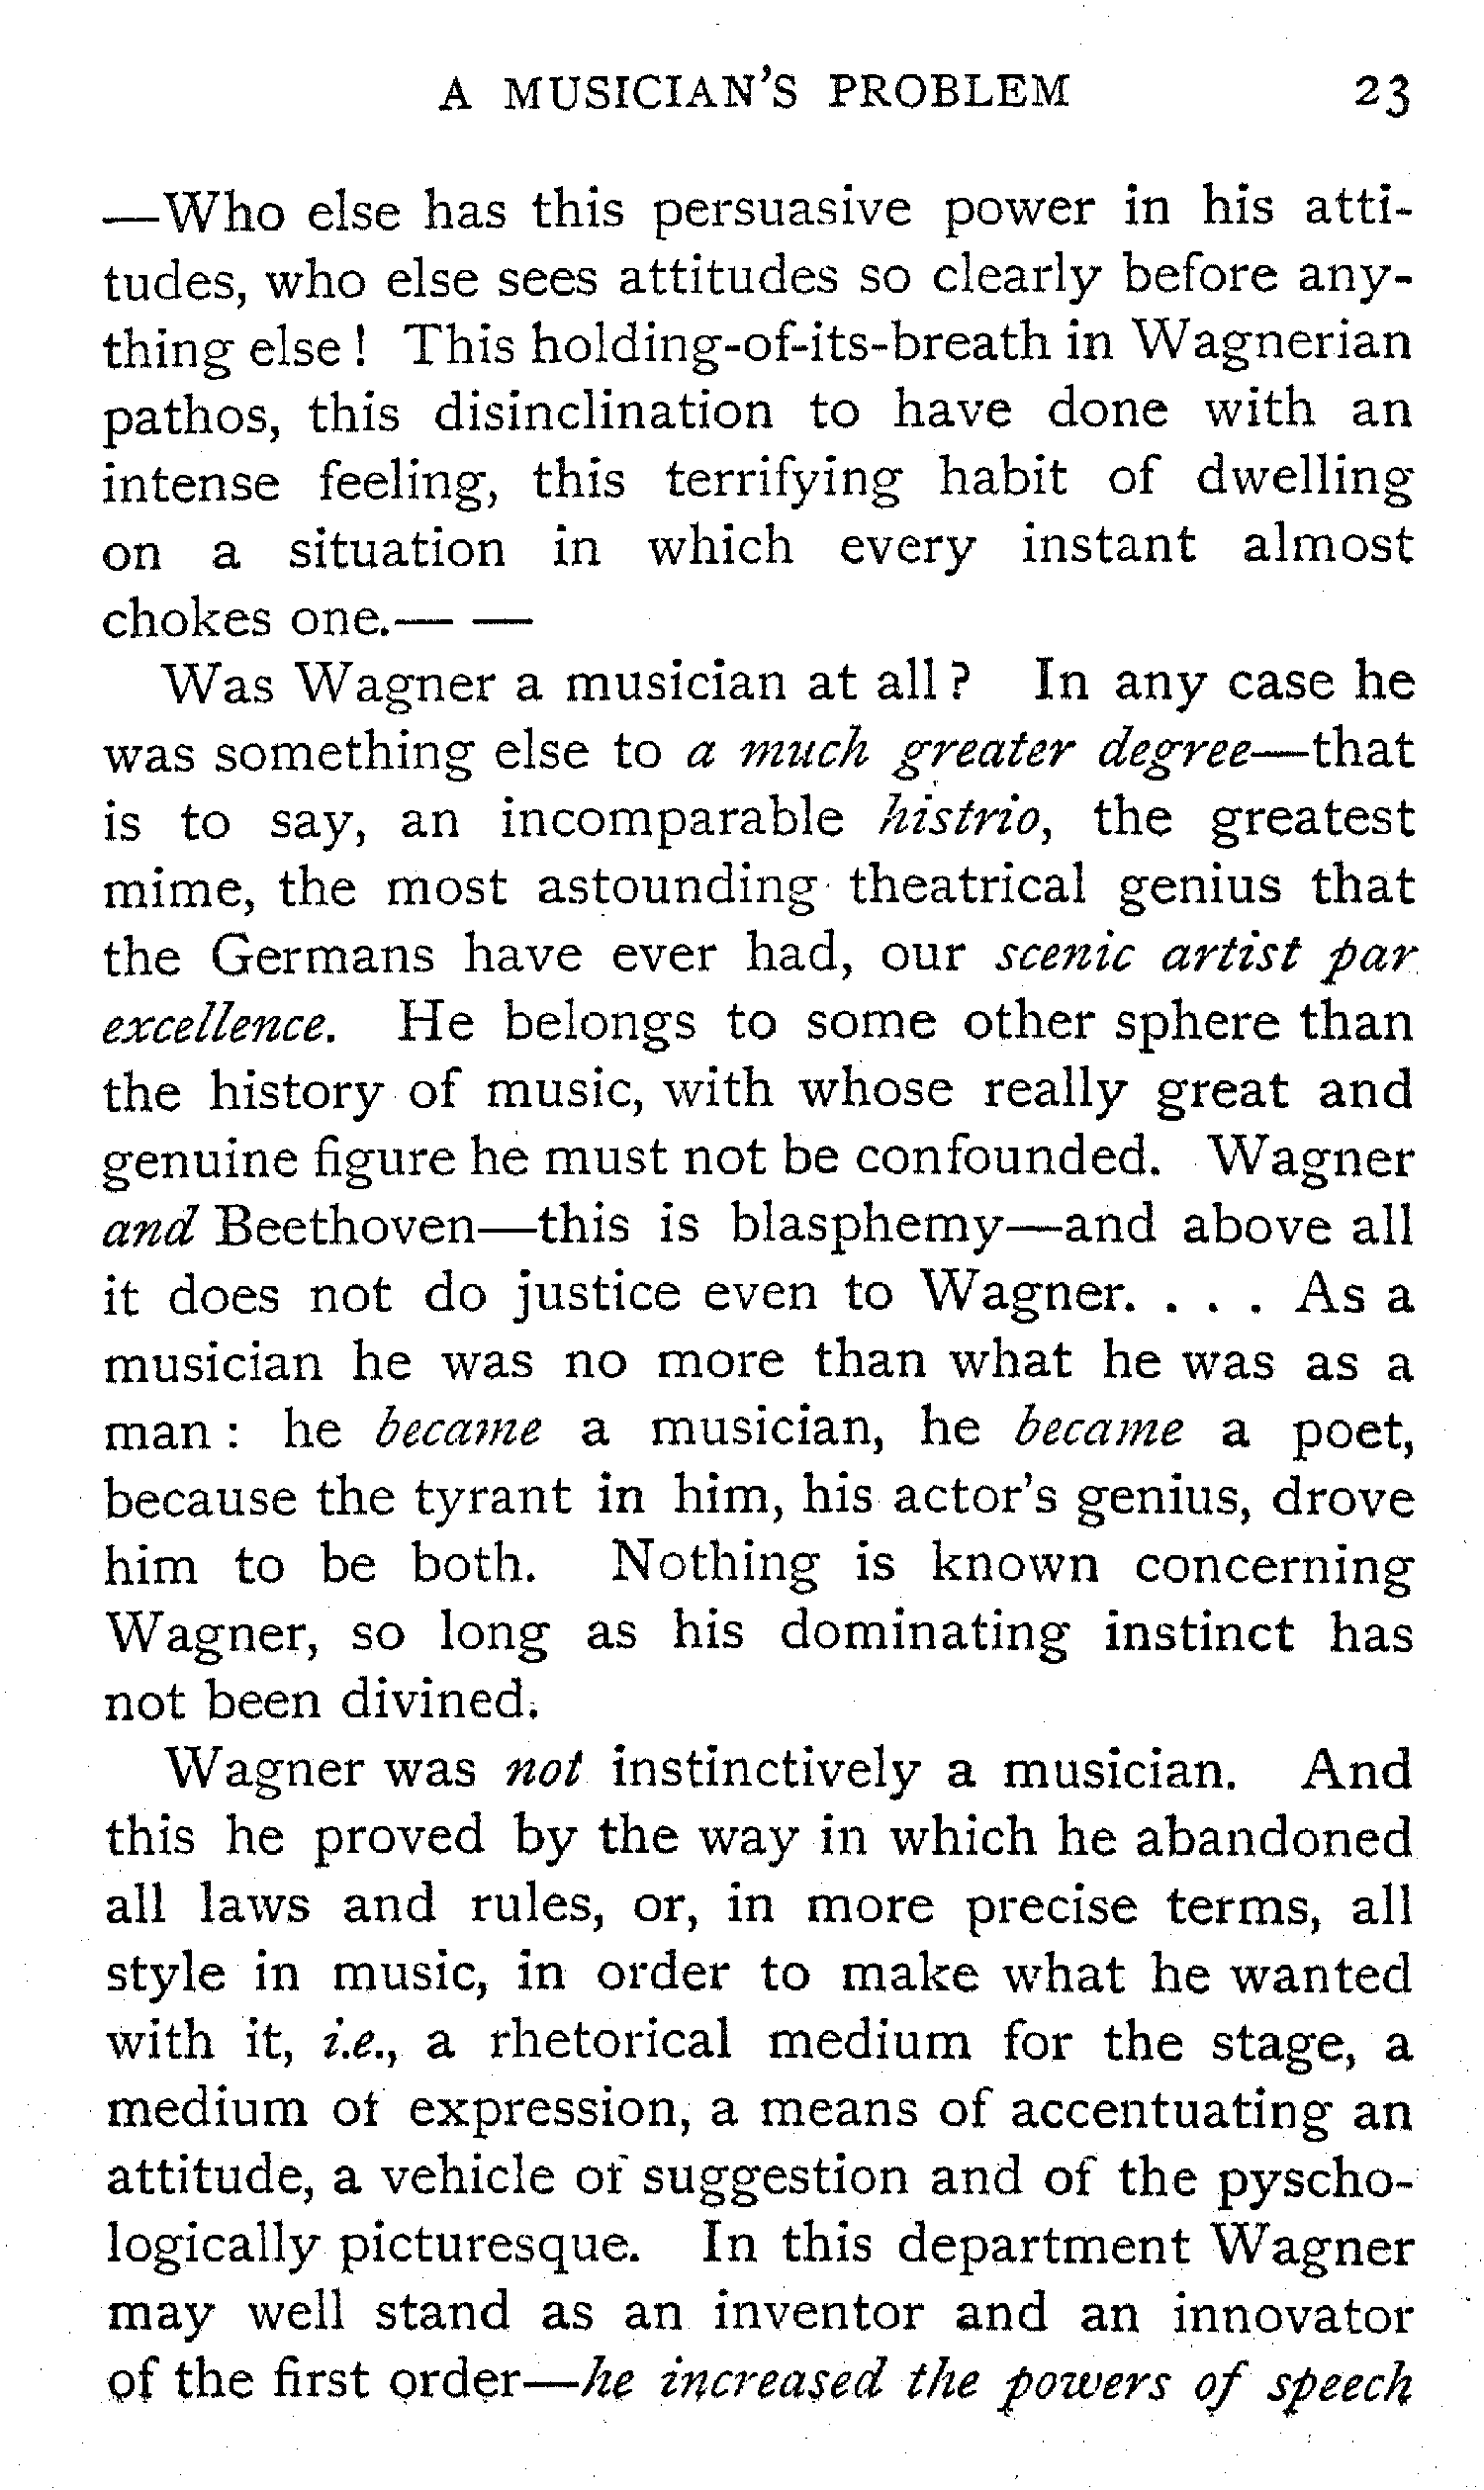 A MUSICIAN'S PROBLEM 23
—Who else has this persuasive power in his atti-
tudes, who else sees attitudes so clearly before any-
thing else! This holding-of-its-breath in Wagnerian
pathos, this disinclination to have done with an
intense feeling, this terrifying habit of dwelling
on a situation in which every instant almost
chokes one.— —
Was Wagner a musician at all? In any case he
was something else to a much greater degree—that
is to say, an incomparable histrio, the greatest
mime, the most astounding theatrical genius that
the Germans have ever had, our scenic artist par
excellence. He belongs to some other sphere than
the history of music, with whose really great and
genuine figure he must not be confounded. Wagner
and Beethoven—this is blasphemy—and above all
it does not do justice even to Wagner. . . . As a
musician he was no more than what he was as a
man: he became a musician, he became a poet,
because the tyrant in him, his actor's genius, drove
him to be both. Nothing is known concerning
Wagner, so long as his dominating instinct has
not been divined.
Wagner was not instinctively a musician. And
this he proved by the way in which he abandoned
all laws and rules, or, in more precise terms, all
style in music, in order to make what he wanted
with it, i.e., a rhetorical medium for the stage, a
medium of expression, a means of accentuating an
attitude, a vehicle of suggestion and of the pyscho-
logically picturesque. In this department Wagner
may well stand as an inventor and an innovator
of the first order—he increased the powers of speech